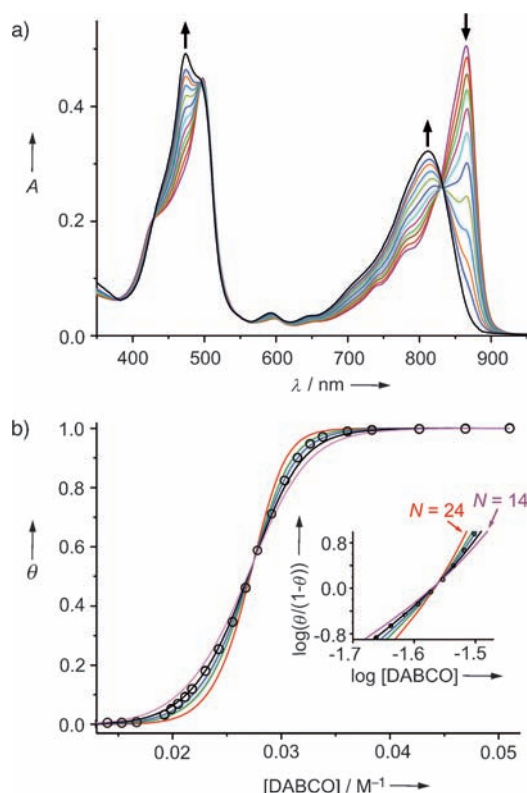 a)
0.4
A
0.2
0.0
400 500 600 700 800 900
λ / nm
b)
1.0
0.8
0.6
θ
0.4
0.2
0.0
0.02 0.03 0.04 0.05
[DABCO] / M⁻¹
N = 24
N = 14
log(θ/(1-θ))
0.8
0.0
-0.8
-1.7 -1.6 -1.5
log [DABCO]